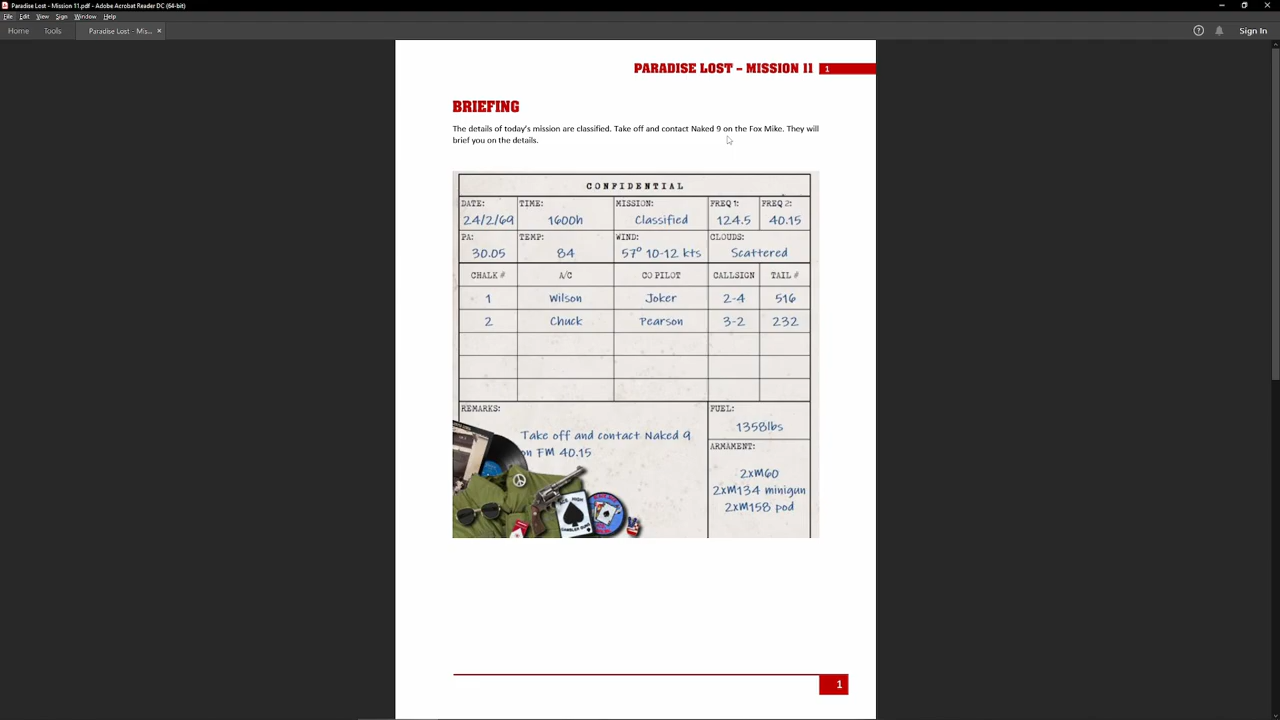 Paradise Lost - Mission 11.pdf - Adobe Acrobat Reader DC (64-bit)
File Edit View Sign Window Help
Home Tools Paradise Lost - Mis... × Sign In
PARADISE LOST – MISSION 11 1
BRIEFING
The details of today's mission are classified. Take off and contact Naked 9 on the Fox Mike. They will
brief you on the details.
CONFIDENTIAL
DATE: TIME: MISSION: FREQ 1: FREQ 2:
24/2/69 1600h Classified 124.5 40.15
PA: TEMP: WIND: CLOUDS:
30.05 84 57° 10-12 kts Scattered
CHALK # A/C CO PILOT CALLSIGN TAIL #
1 Wilson Joker 2-4 516
2 Chuck Pearson 3-2 232
REMARKS: FUEL:
1358lbs
Take off and contact Naked 9
on FM 40.15
ARMAMENT:
2xM60
2xM134 minigun
2xM158 pod
ACE HIGH
1